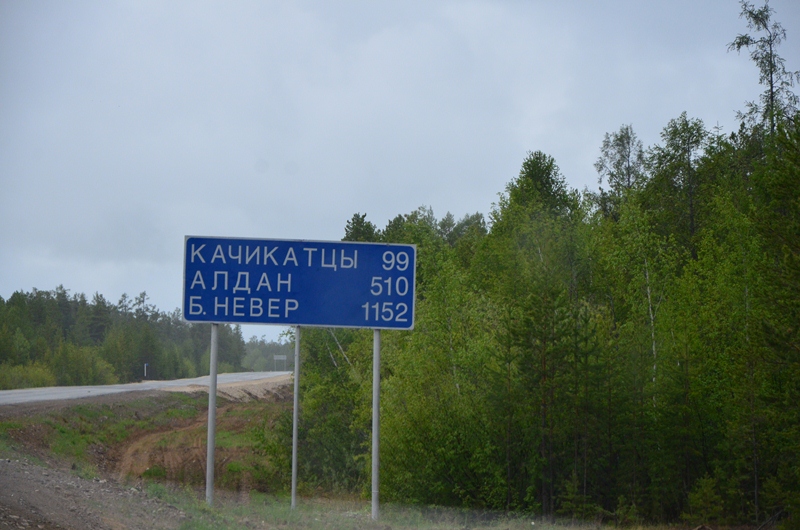 КАЧИКАТЦЫ 99
АЛДАН 510
Б. НЕВЕР 1152